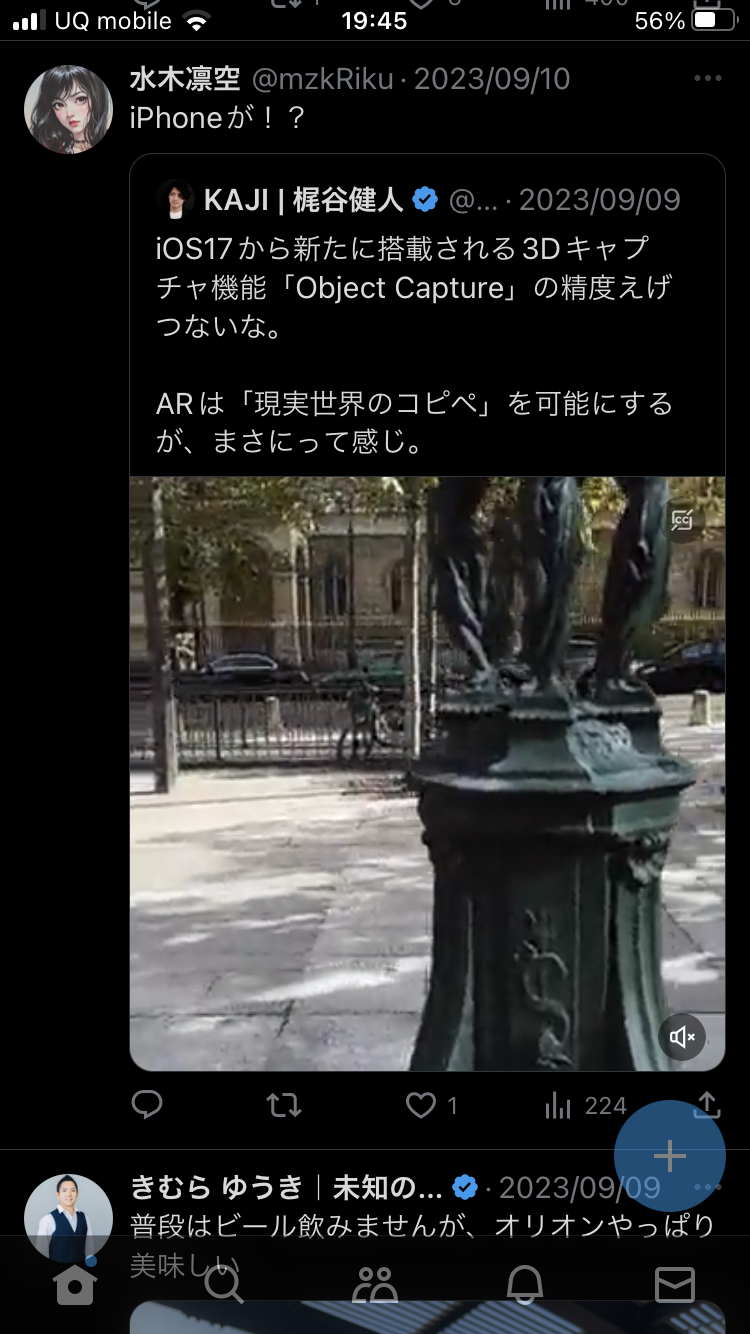 UQ mobile 19:45 56%
水木凛空 @mzkRiku · 2023/09/10
iPhoneが！？
KAJI | 梶谷健人 @... · 2023/09/09
iOS17から新たに搭載される3Dキャプ
チャ機能「Object Capture」の精度えげ
つないな。
ARは「現実世界のコピペ」を可能にする
が、まさにって感じ。
CC
1 224
きむら ゆうき｜未知の... · 2023/09/09
普段はビール飲みませんが、オリオンやっぱり
美味しい